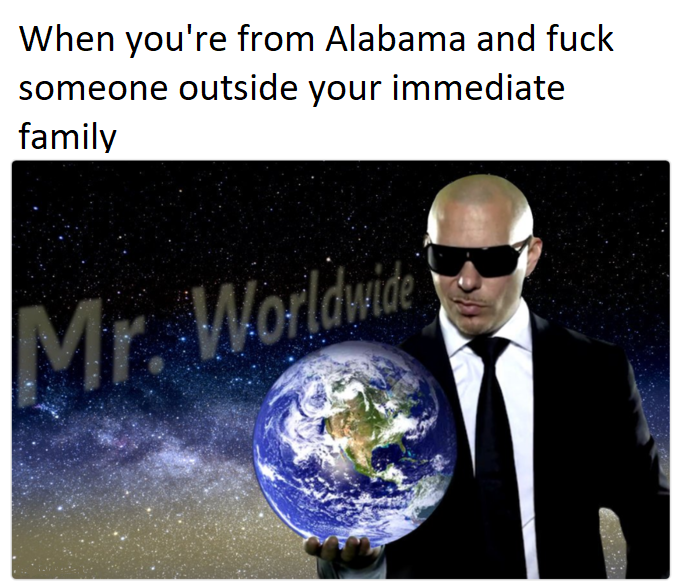 When you're from Alabama and fuck
someone outside your immediate
family
Mr. Worldwide